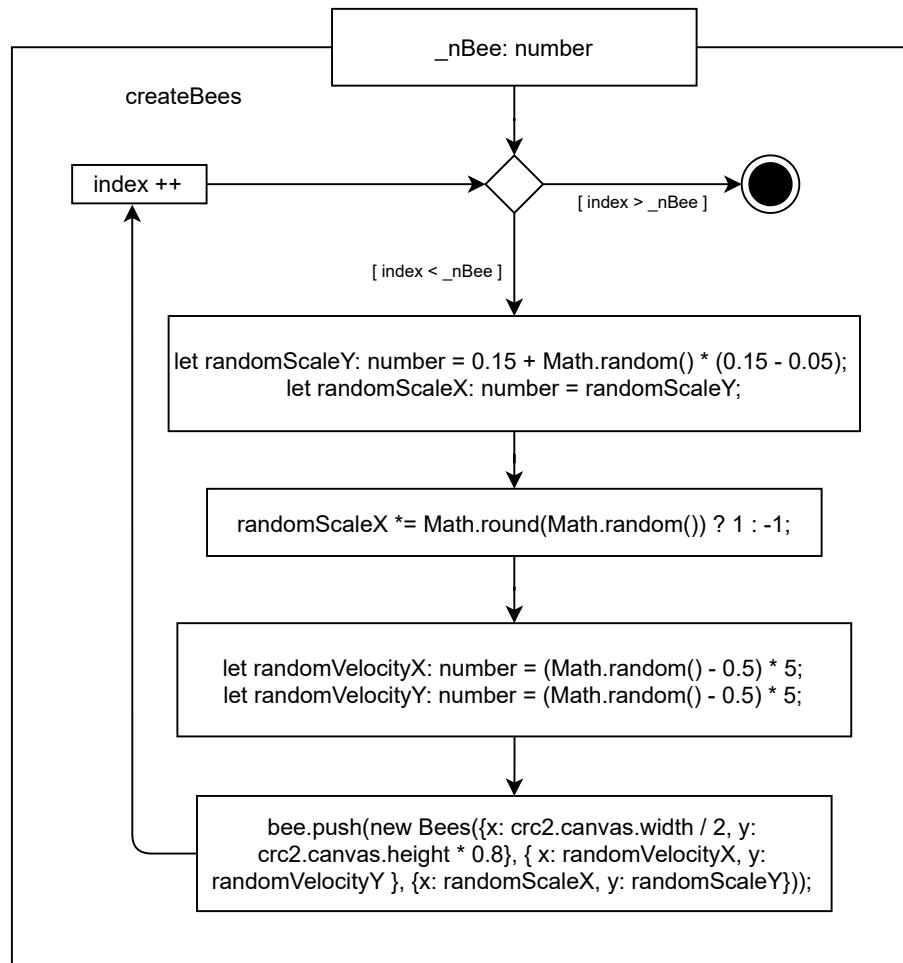 _nBee: number
createBees
index ++
[ index > _nBee ]
[ index < _nBee ]
let randomScaleY: number = 0.15 + Math.random() * (0.15 - 0.05);
let randomScaleX: number = randomScaleY;
randomScaleX *= Math.round(Math.random()) ? 1 : -1;
let randomVelocityX: number = (Math.random() - 0.5) * 5;
let randomVelocityY: number = (Math.random() - 0.5) * 5;
bee.push(new Bees({x: crc2.canvas.width / 2, y:
crc2.canvas.height * 0.8}, { x: randomVelocityX, y:
randomVelocityY }, {x: randomScaleX, y: randomScaleY}));